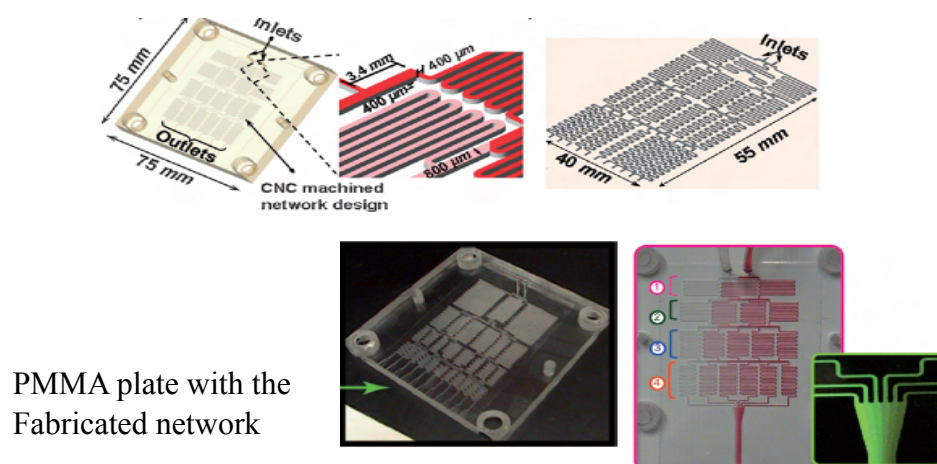 Inlets
75 mm
Outlets
75 mm
CNC machined
network design
3.4 mm
400 µm
400 µm
800 µm
Inlets
40 mm
55 mm
1
2
3
4
PMMA plate with the
Fabricated network